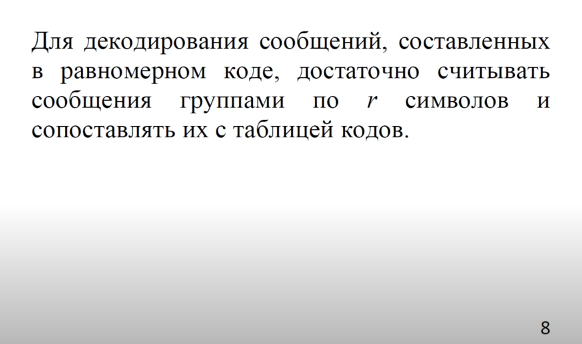 Для декодирования сообщений, составленных
в равномерном коде, достаточно считывать
сообщения группами по r символов и
сопоставлять их с таблицей кодов.
8